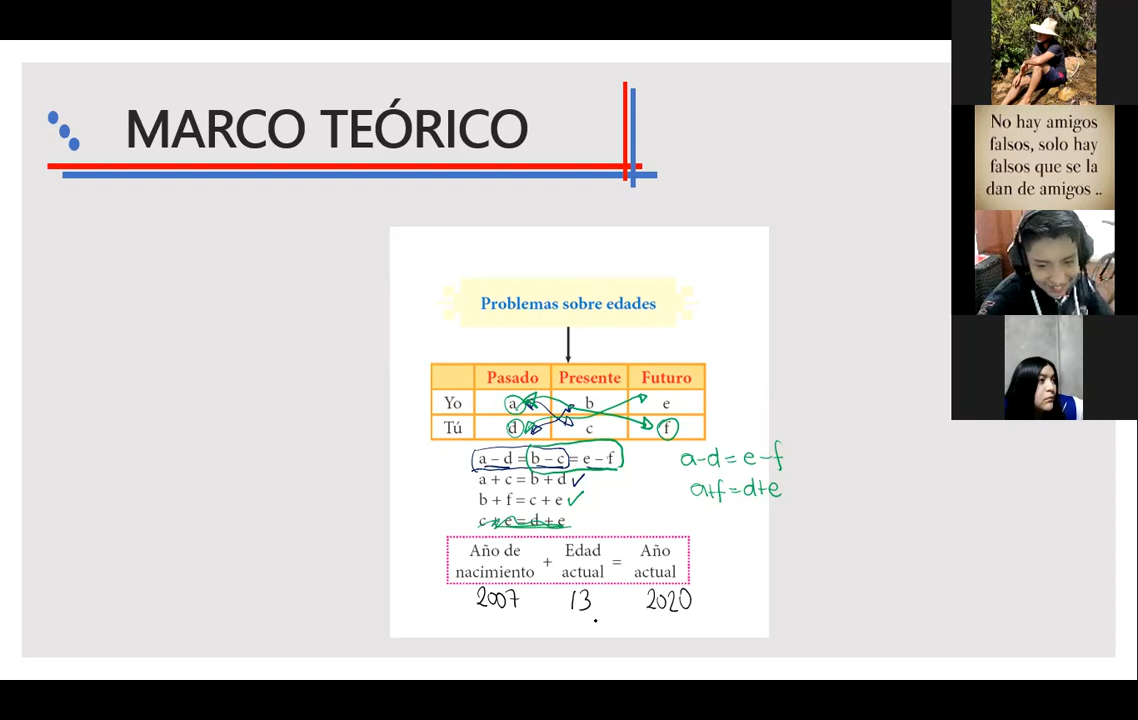 MARCO TEÓRICO
Problemas sobre edades
Pasado Presente Futuro
Yo a b e
Tú d c f
a – d = b – c = e – f
a + c = b + d
b + f = c + e
c + e = d + e
a-d = e-f
a+f = d+e
Año de nacimiento + Edad actual = Año actual
2007 13 2020
No hay amigos
falsos, solo hay
falsos que se la
dan de amigos ..